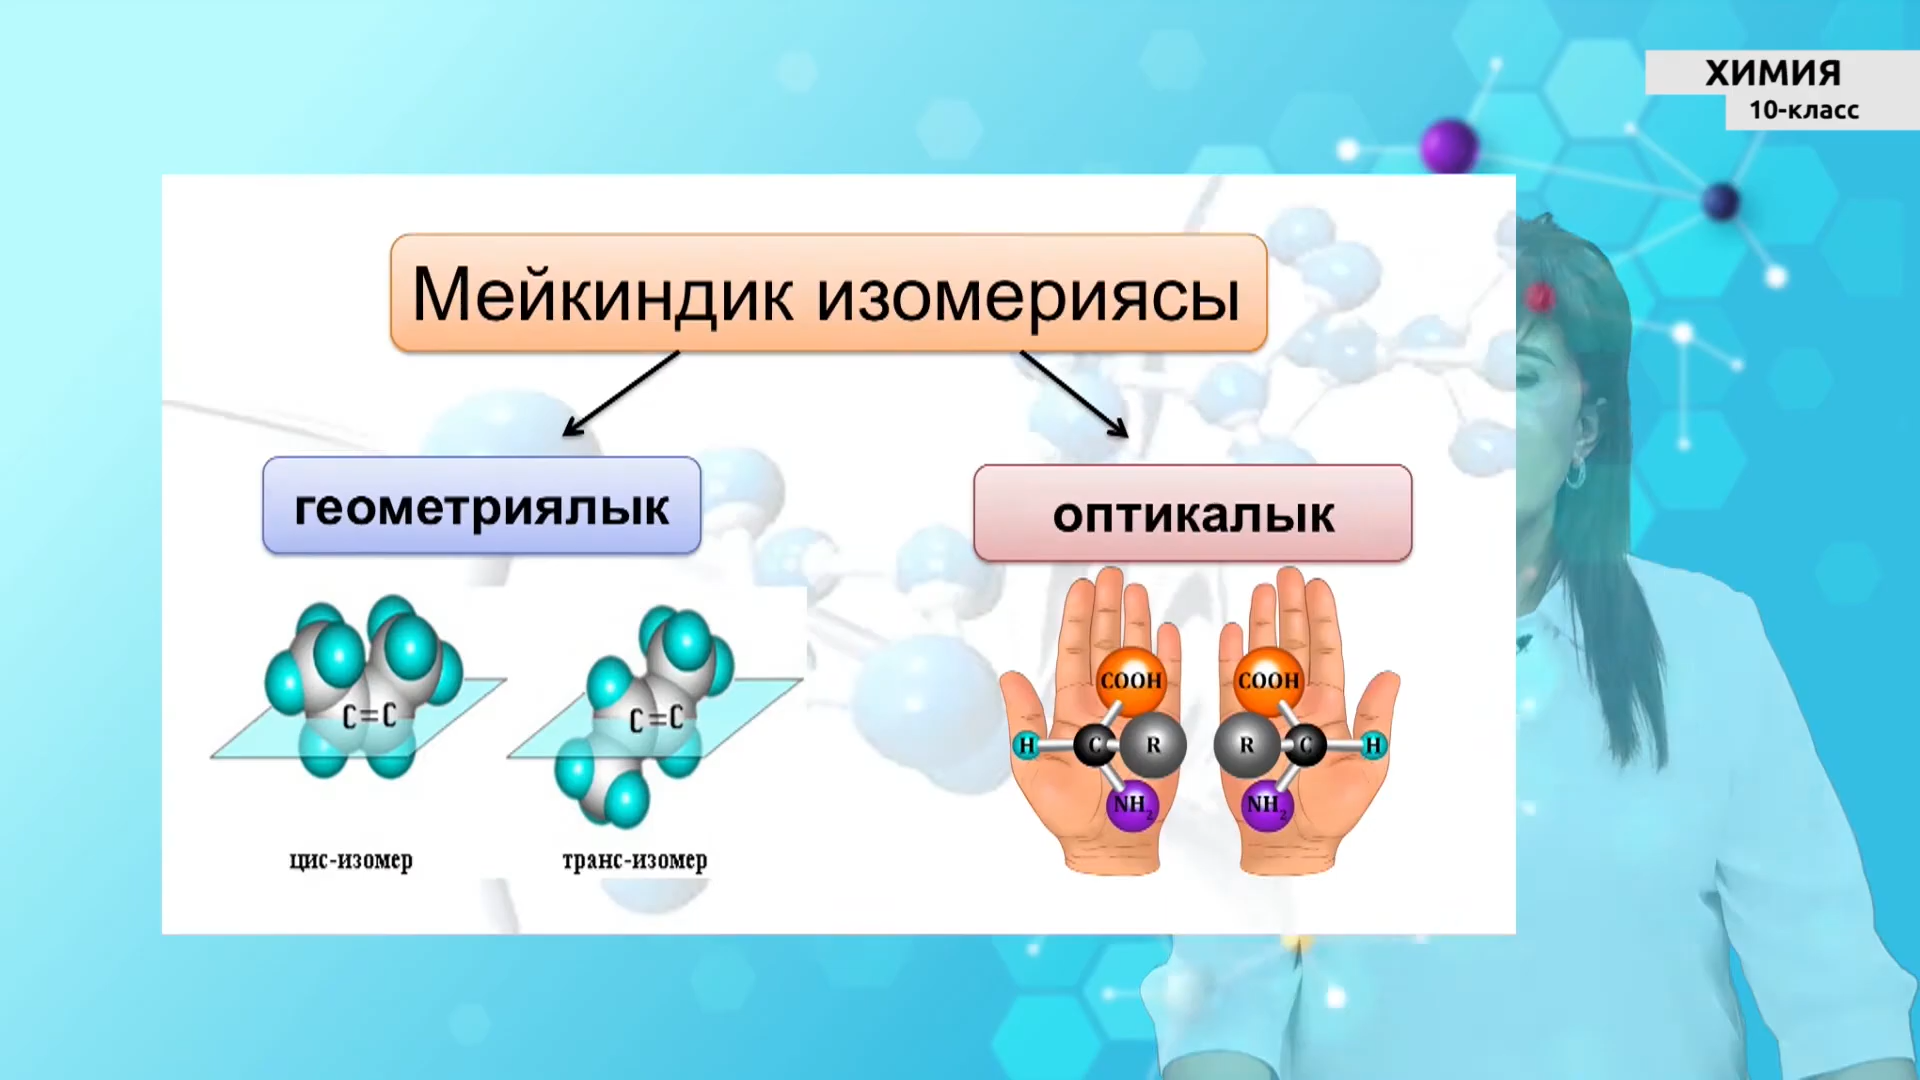 ХИМИЯ
10-класс
Мейкиндик изомериясы
геометриялык
оптикалык
C=C
C=C
цис-изомер
транс-изомер
COOH
H
C
R
NH₂
COOH
R
C
H
NH₂